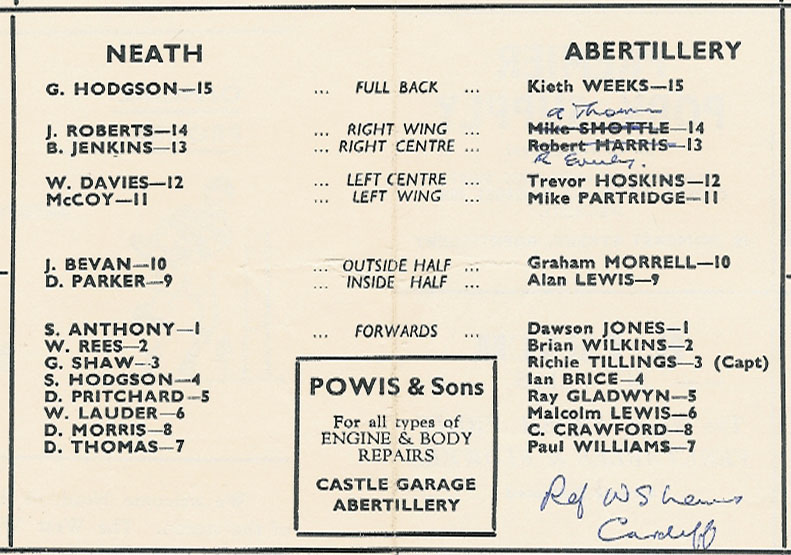 NEATH ABERTILLERY
G. HODGSON—15 ... FULL BACK ... Kieth WEEKS—15
a Thomas
J. ROBERTS—14 ... RIGHT WING ... Mike SHOTTLE—14
B. JENKINS—13 ... RIGHT CENTRE ... Robert HARRIS—13
R
W. DAVIES—12 ... LEFT CENTRE ... Trevor HOSKINS—12
McCOY—11 ... LEFT WING ... Mike PARTRIDGE—11
J. BEVAN—10 ... OUTSIDE HALF ... Graham MORRELL—10
D. PARKER—9 ... INSIDE HALF ... Alan LEWIS—9
S. ANTHONY—1 ... FORWARDS ... Dawson JONES—1
W. REES—2 Brian WILKINS—2
G. SHAW—3 Richie TILLINGS—3 (Capt)
S. HODGSON—4 Ian BRICE—4
D. PRITCHARD—5 Ray GLADWYN—5
W. LAUDER—6 Malcolm LEWIS—6
D. MORRIS—8 C. CRAWFORD—8
D. THOMAS—7 Paul WILLIAMS—7
POWIS & Sons
For all types of
ENGINE & BODY
REPAIRS
CASTLE GARAGE
ABERTILLERY
Ref W S
Cardiff